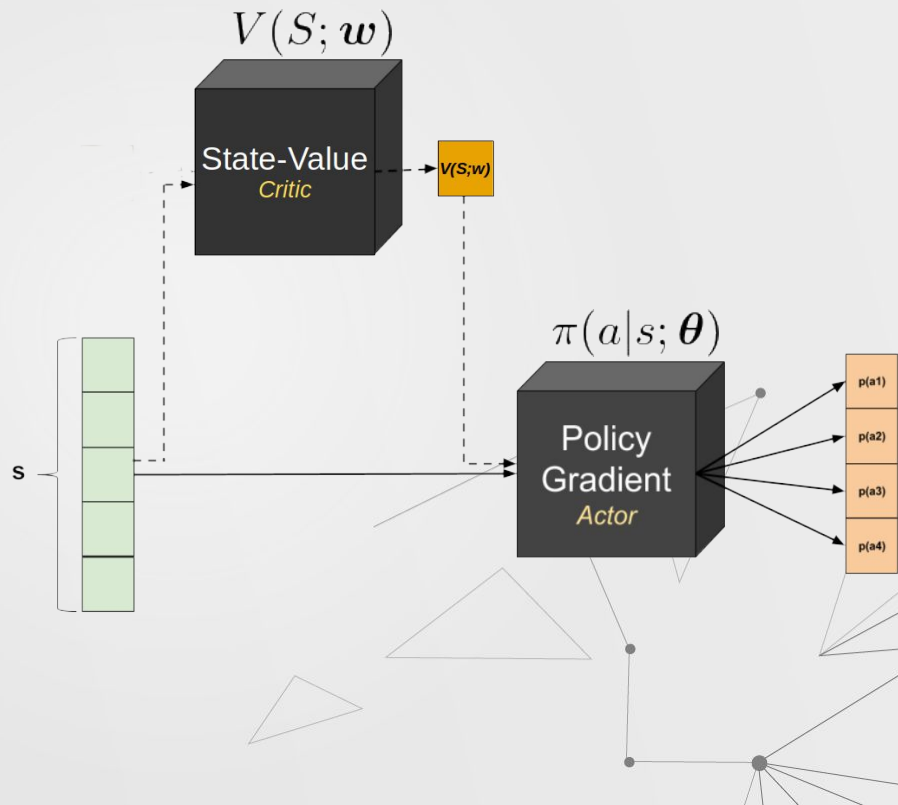 V(S; w)
State-Value
Critic
V(S;w)
π(a|s; θ)
Policy
Gradient
Actor
S
p(a1)
p(a2)
p(a3)
p(a4)